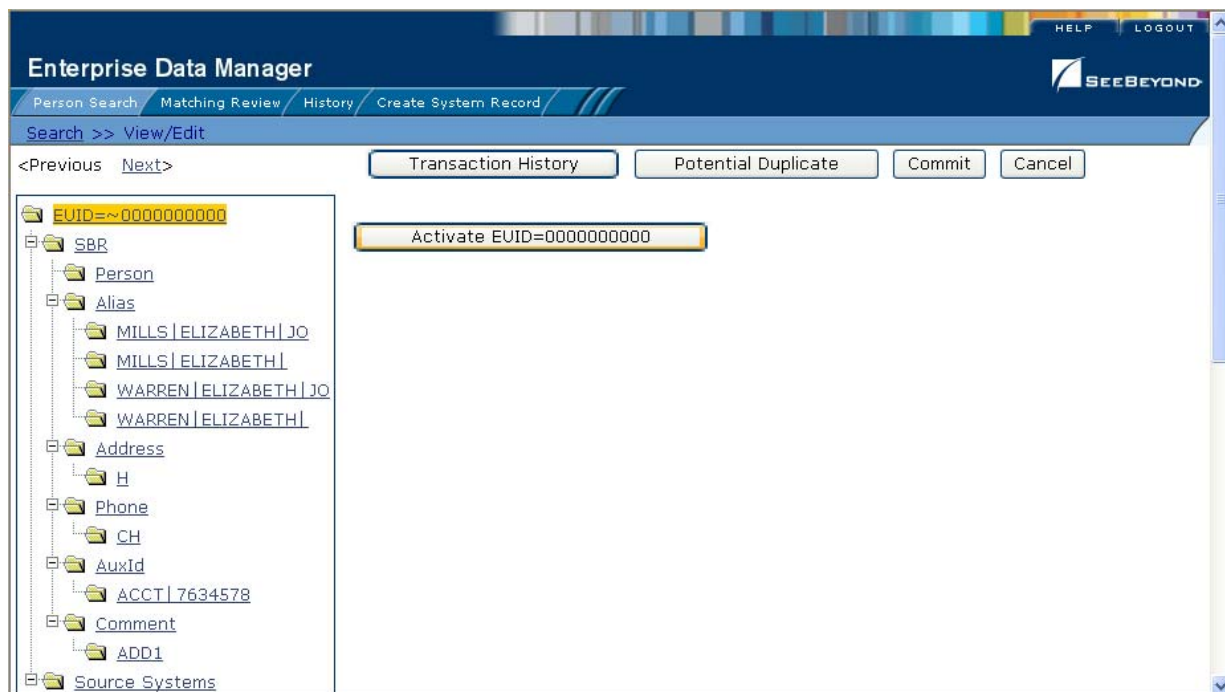 HELP LOGOUT
Enterprise Data Manager
SEEBEYOND
Person Search Matching Review History Create System Record
Search >> View/Edit
<Previous Next> Transaction History Potential Duplicate Commit Cancel
EUID=~0000000000
Activate EUID=0000000000
SBR
Person
Alias
MILLS|ELIZABETH|JO
MILLS|ELIZABETH|
WARREN|ELIZABETH|JO
WARREN|ELIZABETH|
Address
H
Phone
CH
AuxId
ACCT|7634578
Comment
ADD1
Source Systems